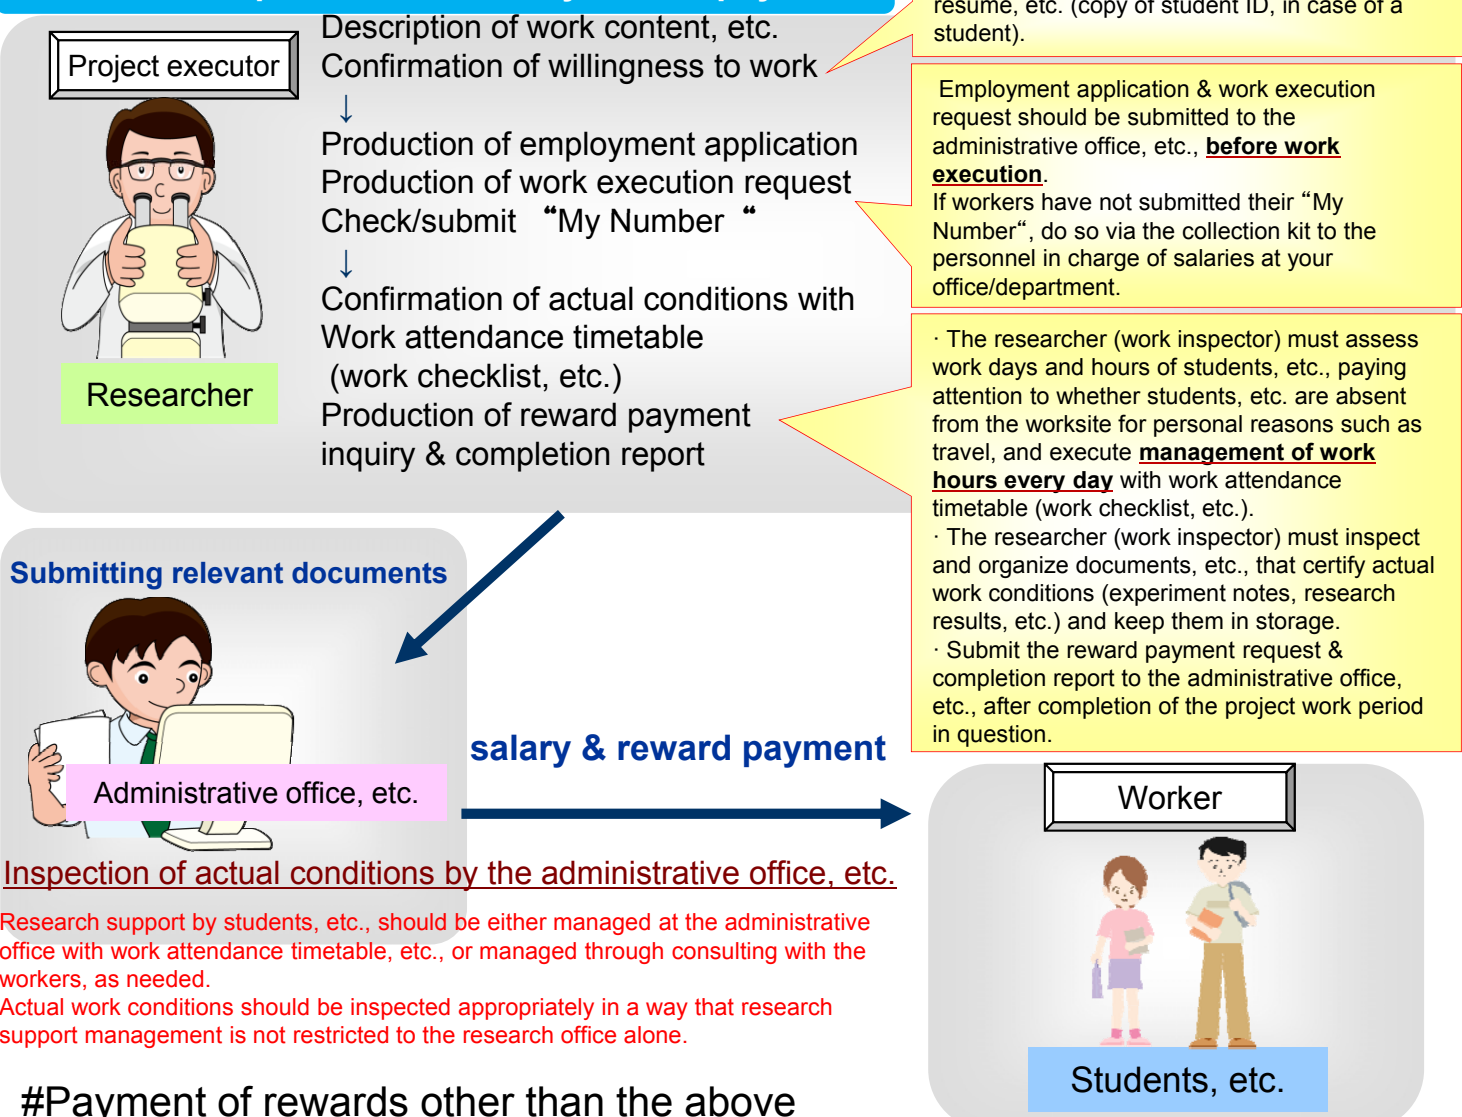 Description of work content, etc.
Confirmation of willingness to work
↓
Production of employment application
Production of work execution request
Check/submit “My Number “
↓
Confirmation of actual conditions with
Work attendance timetable
(work checklist, etc.)
Production of reward payment
inquiry & completion report
Project executor
Researcher
resume, etc. (copy of student ID, in case of a
student).
Employment application & work execution
request should be submitted to the
administrative office, etc., before work
execution.
If workers have not submitted their “My
Number“, do so via the collection kit to the
personnel in charge of salaries at your
office/department.
· The researcher (work inspector) must assess
work days and hours of students, etc., paying
attention to whether students, etc. are absent
from the worksite for personal reasons such as
travel, and execute management of work
hours every day with work attendance
timetable (work checklist, etc.).
· The researcher (work inspector) must inspect
and organize documents, etc., that certify actual
work conditions (experiment notes, research
results, etc.) and keep them in storage.
· Submit the reward payment request &
completion report to the administrative office,
etc., after completion of the project work period
in question.
Submitting relevant documents
Administrative office, etc.
salary & reward payment
Worker
Students, etc.
Inspection of actual conditions by the administrative office, etc.
Research support by students, etc., should be either managed at the administrative
office with work attendance timetable, etc., or managed through consulting with the
workers, as needed.
Actual work conditions should be inspected appropriately in a way that research
support management is not restricted to the research office alone.
#Payment of rewards other than the above